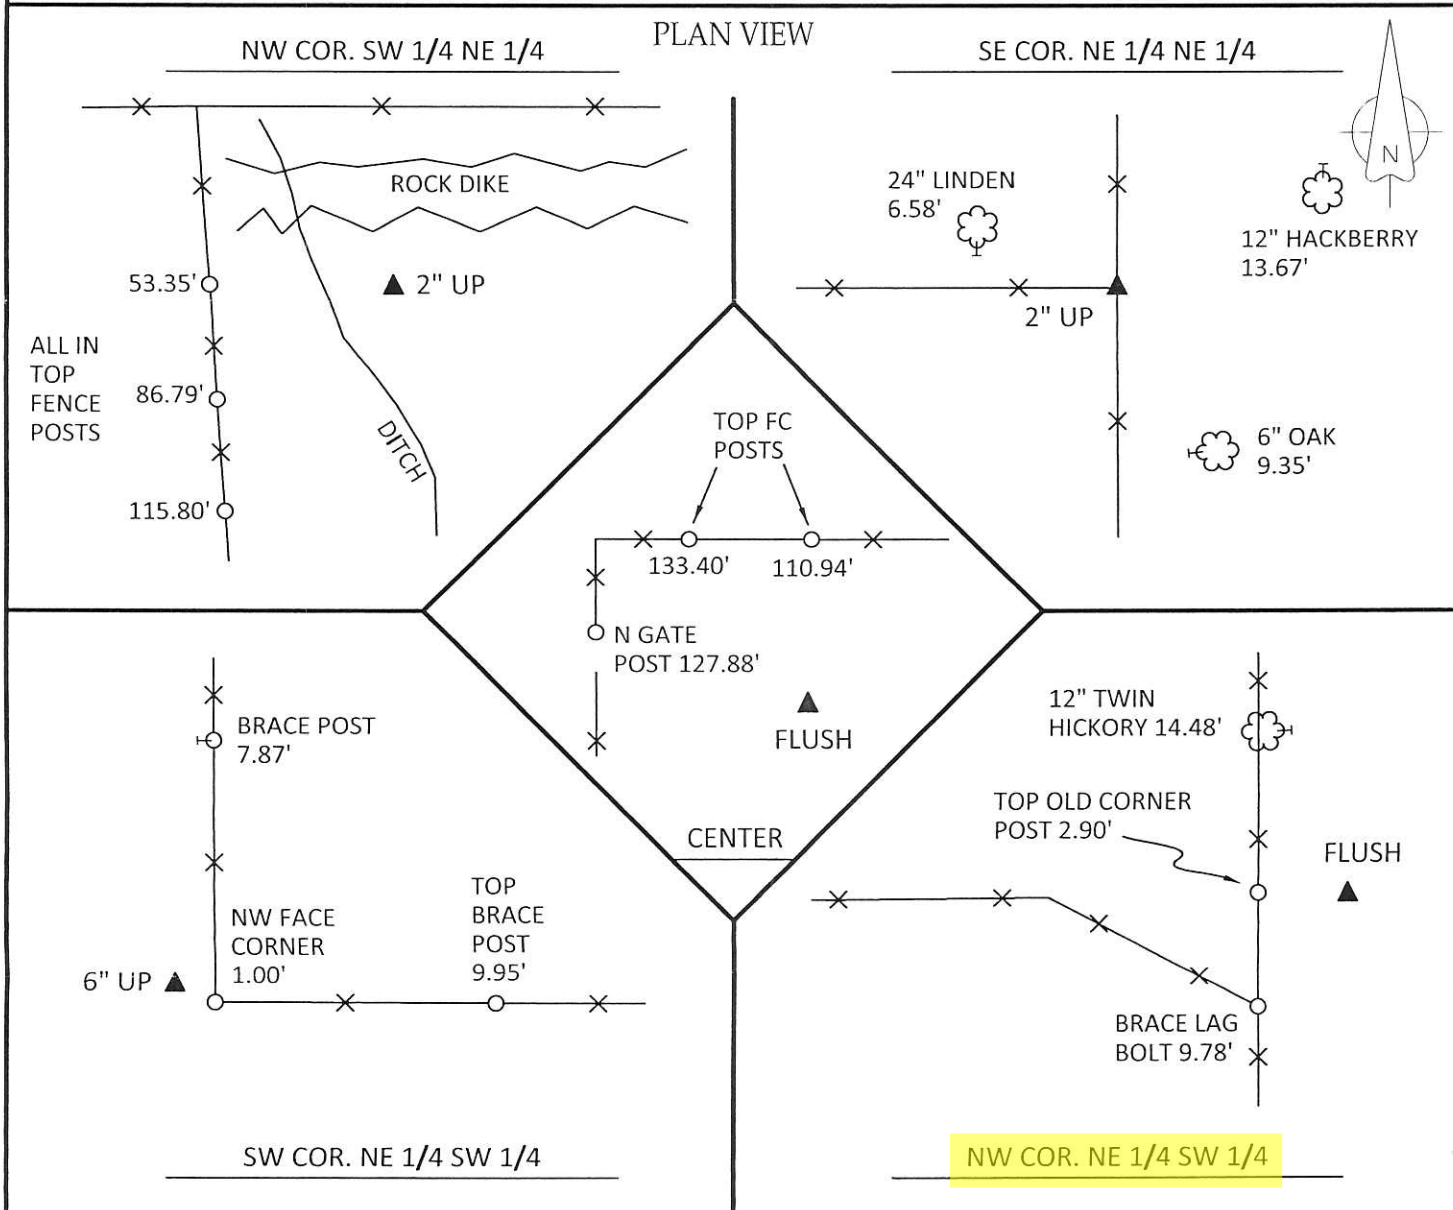 PLAN VIEW
NW COR. SW 1/4 NE 1/4
ROCK DIKE
53.35'
2" UP
ALL IN
TOP
FENCE
POSTS
86.79'
DITCH
115.80'
SE COR. NE 1/4 NE 1/4
N
24" LINDEN
6.58'
12" HACKBERRY
13.67'
2" UP
6" OAK
9.35'
TOP FC
POSTS
133.40'
110.94'
N GATE
POST 127.88'
FLUSH
CENTER
BRACE POST
7.87'
NW FACE
CORNER
1.00'
6" UP
TOP
BRACE
POST
9.95'
SW COR. NE 1/4 SW 1/4
12" TWIN
HICKORY 14.48'
TOP OLD CORNER
POST 2.90'
FLUSH
BRACE LAG
BOLT 9.78'
NW COR. NE 1/4 SW 1/4